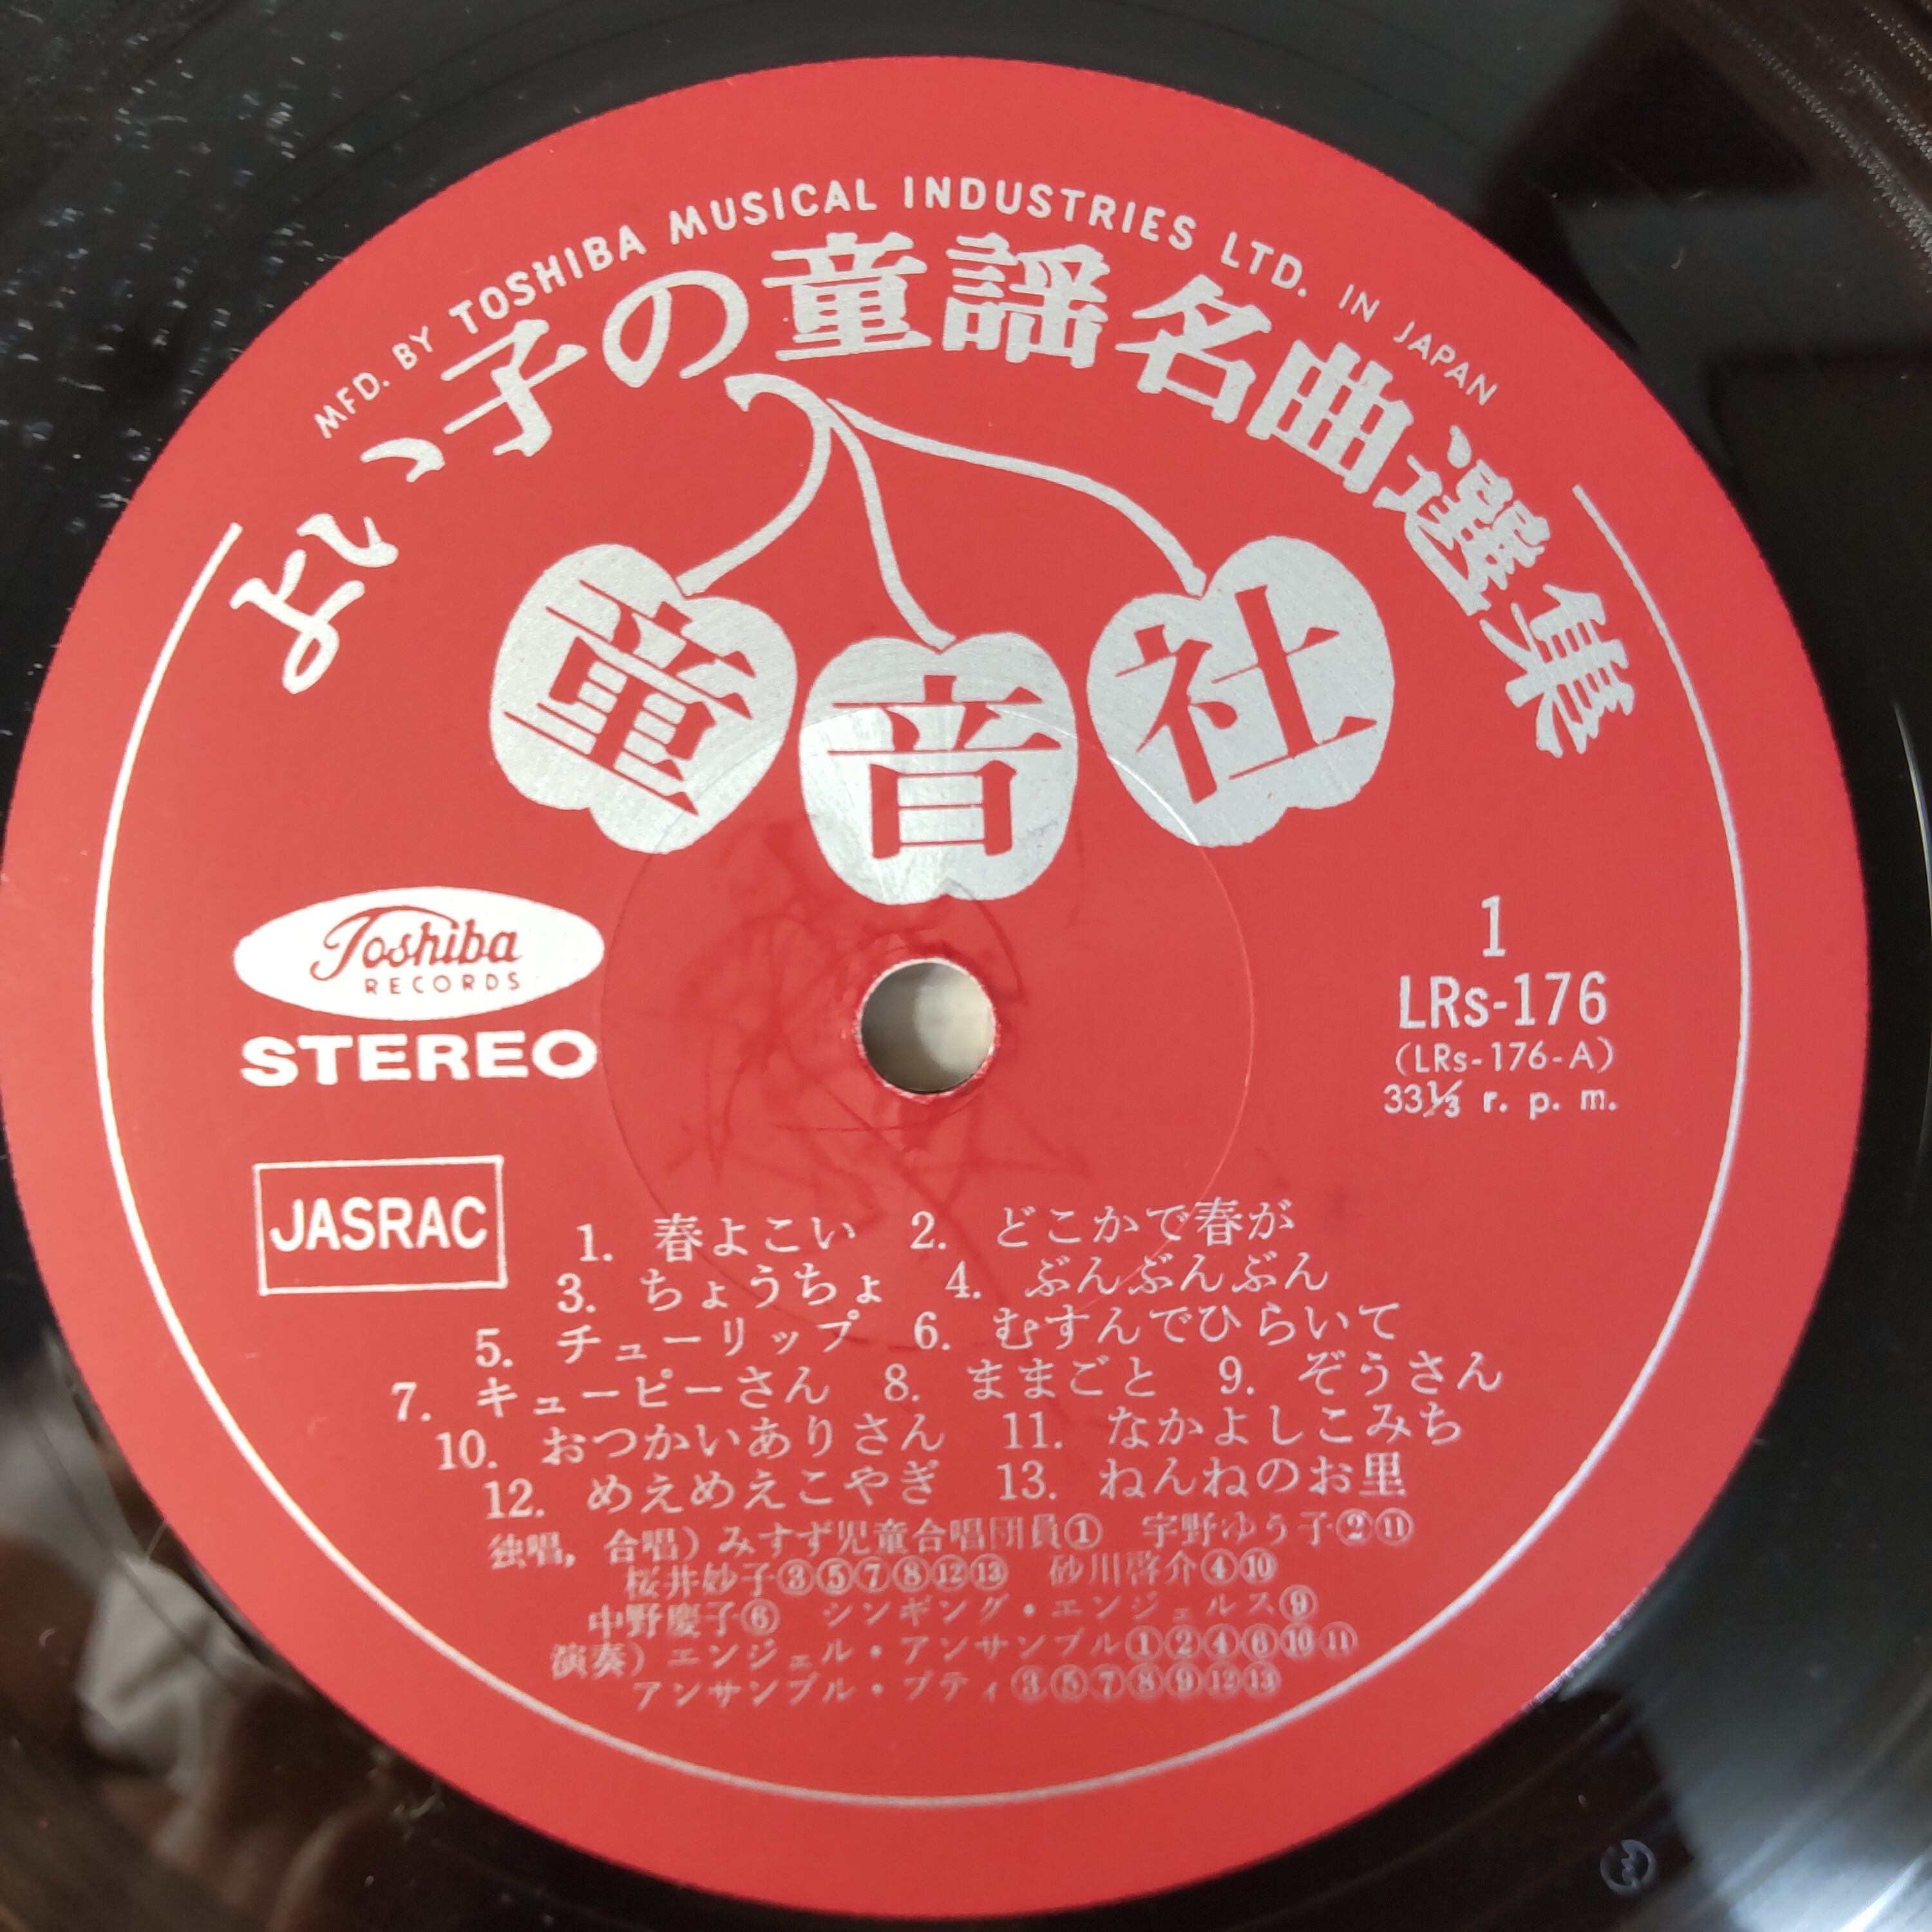 MFD. BY TOSHIBA MUSICAL INDUSTRIES LTD. IN JAPAN
よいっ子の童謡名曲選集
童音社
Toshiba
RECORDS
STEREO
1
LRs-176
(LRs-176-A)
33⅓ r. p. m.
JASRAC
1. 春よこい 2. どこかで春が
3. ちょうちょ 4. ぶんぶんぶん
5. チューリップ 6. むすんでひらいて
7. キューピーさん 8. ままごと 9. ぞうさん
10. おつかいありさん 11. なかよしこみち
12. めえめえこやぎ 13. ねんねのお里
独唱, 合唱) みすず児童合唱団員① 宇野ゆう子②⑪
桜井妙子③⑤⑦⑧⑫⑬ 砂川啓介④⑩
中野慶子⑥ シンギング・エンジェルス⑨
演奏) エンジェル・アンサンブル①②④⑥⑩⑪
アンサンブル・プティ③⑤⑦⑧⑨⑫⑬